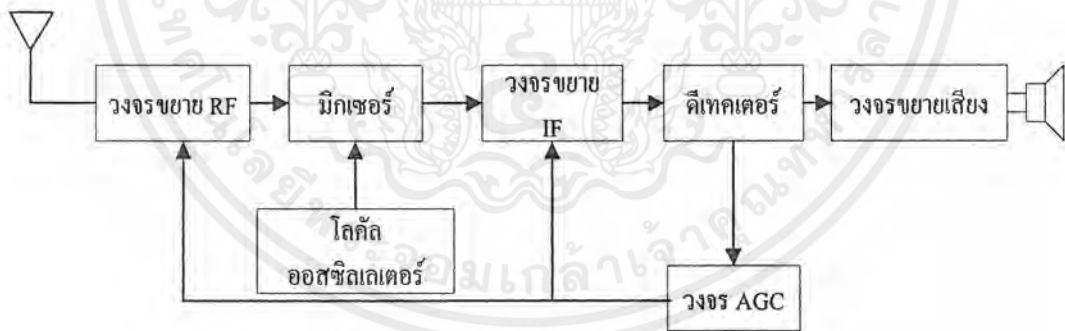 วงจรขยาย RF
มิกเซอร์
วงจรขยาย
IF
ดีเทคเตอร์
วงจรขยายเสียง
โลคัล
ออสซิลเลเตอร์
วงจร AGC